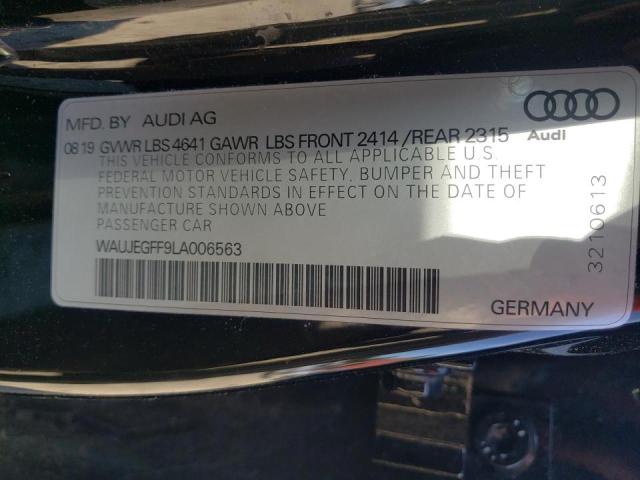 MFD. BY AUDI AG
0819 GVWR LBS 4641 GAWR LBS FRONT 2414 /REAR 2315
Audi
THIS VEHICLE CONFORMS TO ALL APPLICABLE U.S.
FEDERAL MOTOR VEHICLE SAFETY, BUMPER AND THEFT
PREVENTION STANDARDS IN EFFECT ON THE DATE OF
MANUFACTURE SHOWN ABOVE
PASSENGER CAR
WAUJEGFF9LA006563
3210613
GERMANY